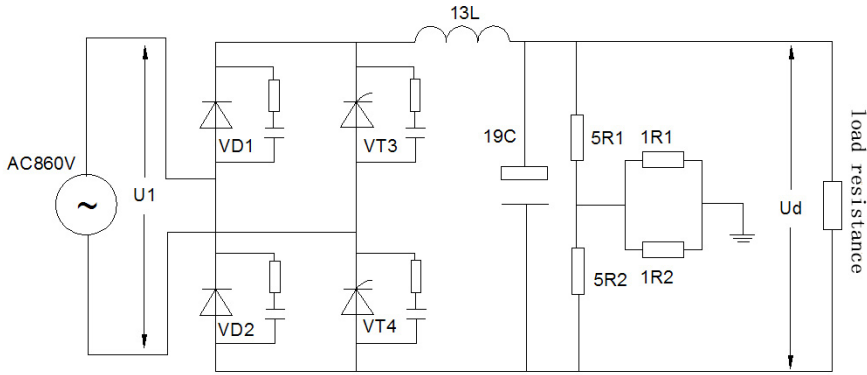 13L
VD1
VT3
19C
5R1
1R1
AC860V
U1
~
Ud
load resistance
VD2
VT4
5R2
1R2